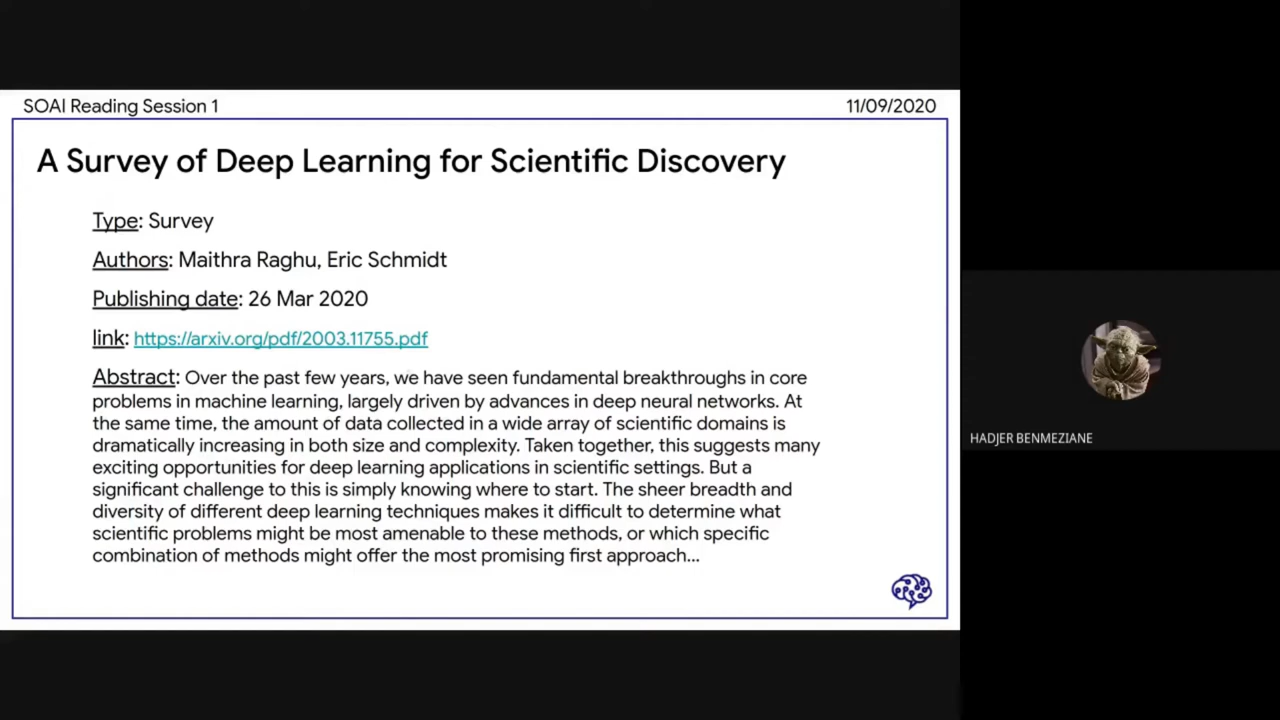 SOAI Reading Session 1
11/09/2020
A Survey of Deep Learning for Scientific Discovery
Type: Survey
Authors: Maithra Raghu, Eric Schmidt
Publishing date: 26 Mar 2020
link: https://arxiv.org/pdf/2003.11755.pdf
Abstract: Over the past few years, we have seen fundamental breakthroughs in core
problems in machine learning, largely driven by advances in deep neural networks. At
the same time, the amount of data collected in a wide array of scientific domains is
dramatically increasing in both size and complexity. Taken together, this suggests many
exciting opportunities for deep learning applications in scientific settings. But a
significant challenge to this is simply knowing where to start. The sheer breadth and
diversity of different deep learning techniques makes it difficult to determine what
scientific problems might be most amenable to these methods, or which specific
combination of methods might offer the most promising first approach...
HADJER BENMEZIANE